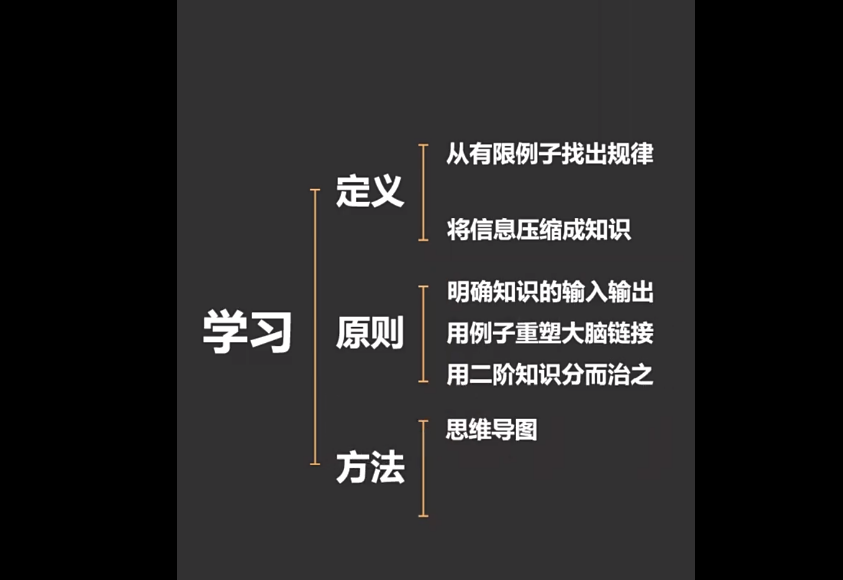 学习
定义
从有限例子找出规律
将信息压缩成知识
原则
明确知识的输入输出
用例子重塑大脑链接
用二阶知识分而治之
方法
思维导图